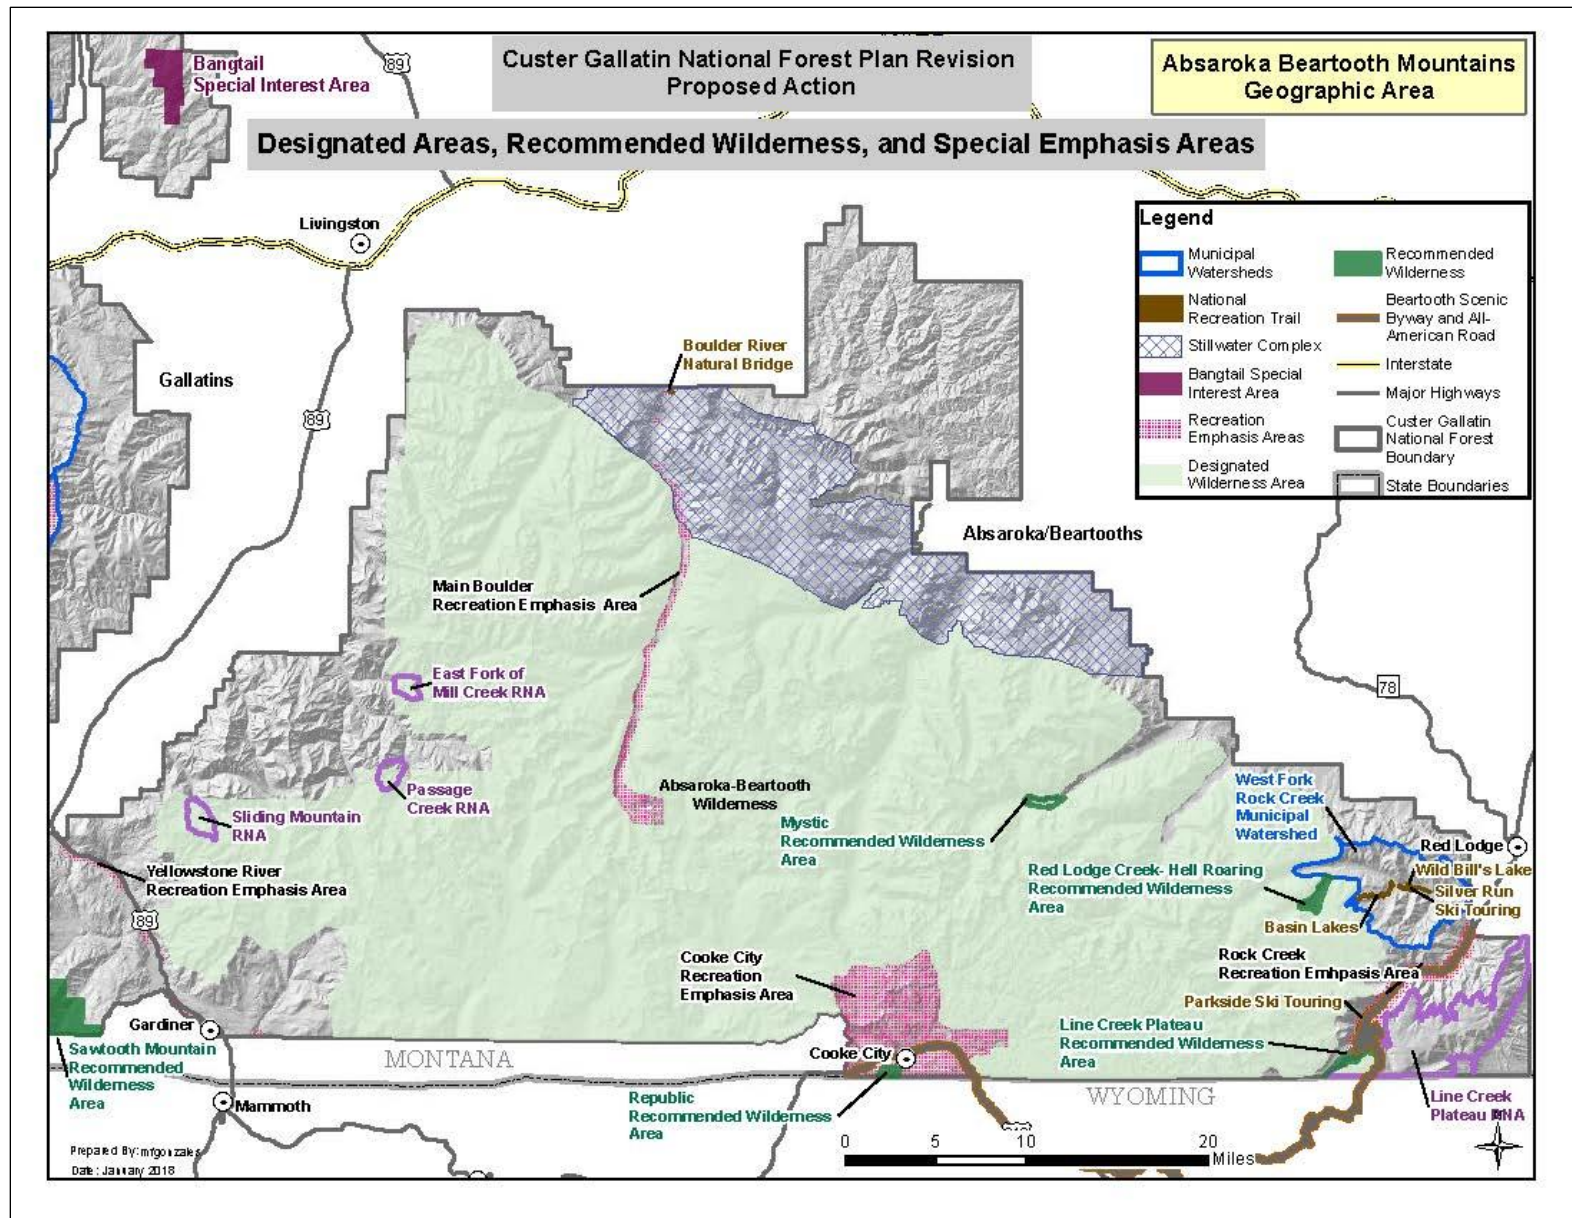 Custer Gallatin National Forest Plan Revision
Proposed Action
Absaroka Beartooth Mountains
Geographic Area
Designated Areas, Recommended Wilderness, and Special Emphasis Areas
Bangtail
Special Interest Area
89
Livingston
Legend
Municipal
Watersheds
National
Recreation Trail
Stillwater Complex
Bangtail Special
Interest Area
Recreation
Emphasis Areas
Designated
Wilderness Area
Recommended
Wilderness
Beartooth Scenic
Byway and All-
American Road
Interstate
Major Highways
Custer Gallatin
National Forest
Boundary
State Boundaries
Boulder River
Natural Bridge
Gallatins
89
Absaroka/Beartooths
Main Boulder
Recreation Emphasis Area
East Fork of
Mill Creek RNA
78
Passage
Creek RNA
Sliding Mountain
RNA
Absaroka-Beartooth
Wilderness
Mystic
Recommended Wilderness
Area
West Fork
Rock Creek
Municipal
Watershed
Red Lodge
Yellowstone River
Recreation Emphasis Area
Red Lodge Creek- Hell Roaring
Recommended Wilderness
Area
Wild Bill's Lake
Silver Run
Ski Touring
Basin Lakes
89
Cooke City
Recreation
Emphasis Area
Rock Creek
Recreation Emhpasis Area
Parkside Ski Touring
Gardiner
Line Creek Plateau
Recommended Wilderness
Area
Sawtooth Mountain
Recommended
Wilderness
Area
MONTANA
Cooke City
WYOMING
Mammoth
Republic
Recommended Wilderness
Area
Line Creek
Plateau RNA
Prepared By: mfgonzales
Date: January 2018
0 5 10 20
Miles